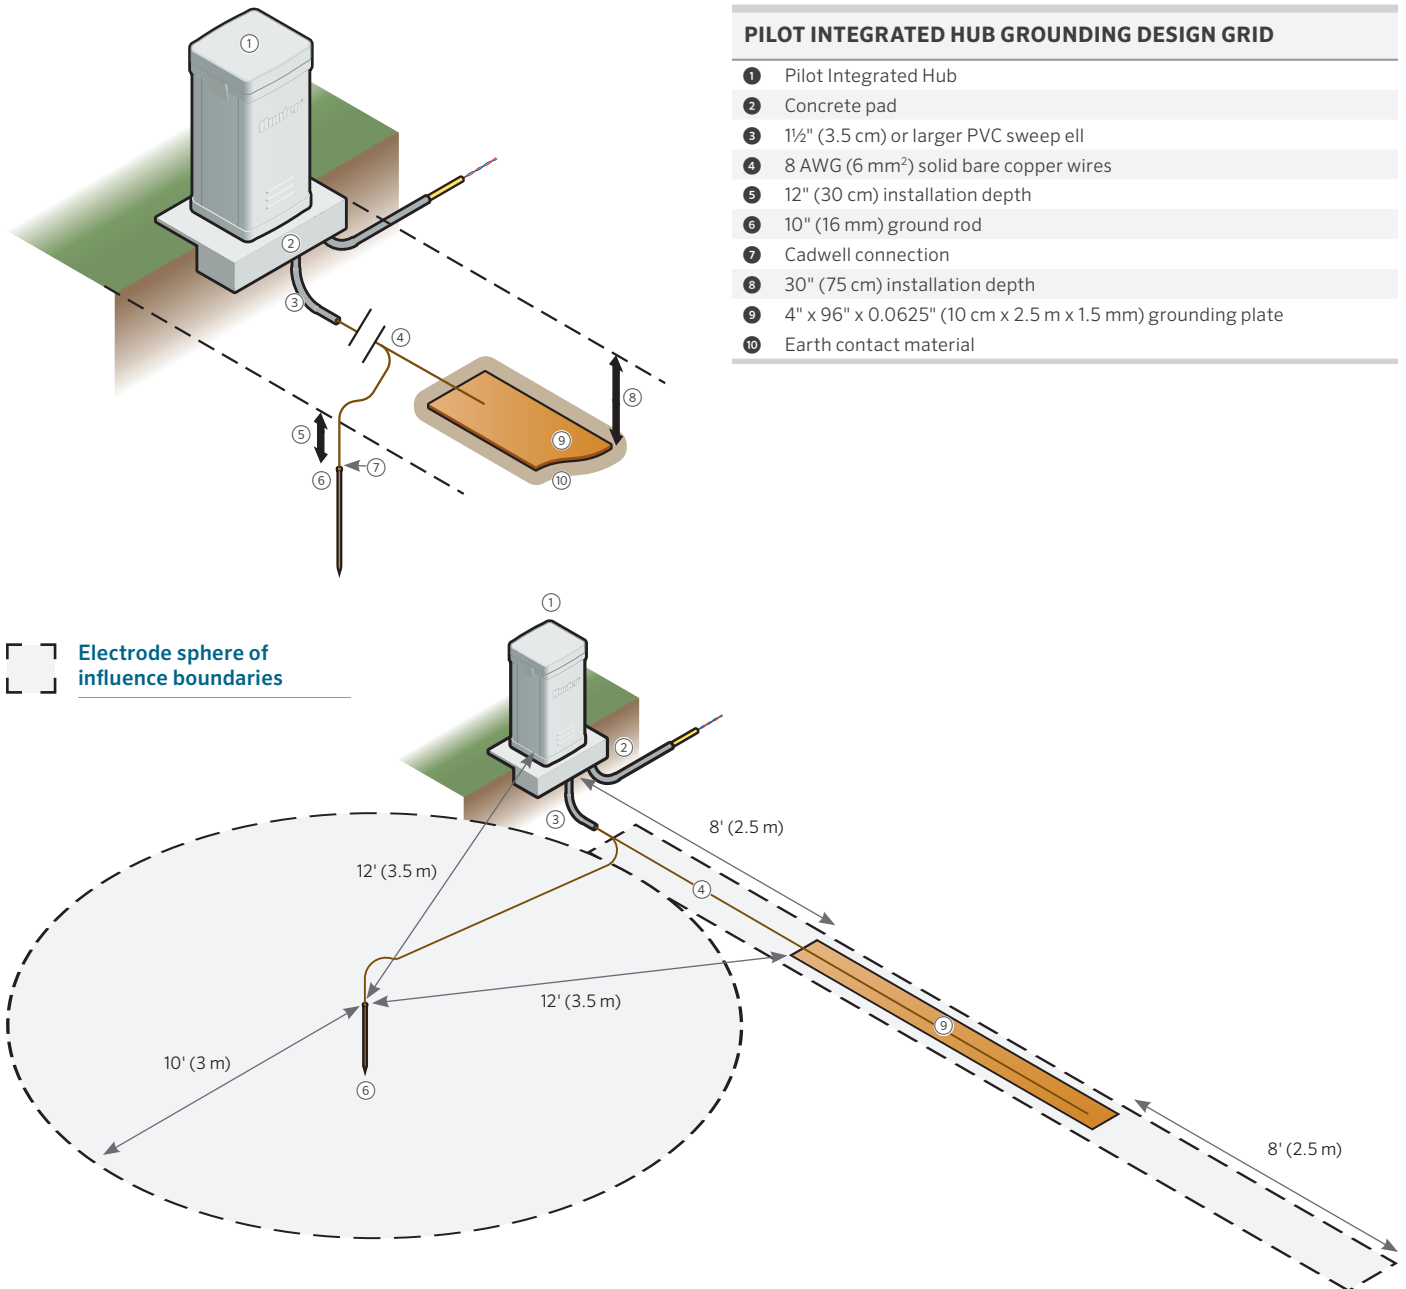 PILOT INTEGRATED HUB GROUNDING DESIGN GRID
1 Pilot Integrated Hub
2 Concrete pad
3 1½" (3.5 cm) or larger PVC sweep ell
4 8 AWG (6 mm²) solid bare copper wires
5 12" (30 cm) installation depth
6 10" (16 mm) ground rod
7 Cadwell connection
8 30" (75 cm) installation depth
9 4" x 96" x 0.0625" (10 cm x 2.5 m x 1.5 mm) grounding plate
10 Earth contact material
1
Hunter
2
3
4
8
5
9
7
6
10
Electrode sphere of
influence boundaries
1
Hunter
2
3
8' (2.5 m)
12' (3.5 m)
4
12' (3.5 m)
9
10' (3 m)
6
8' (2.5 m)